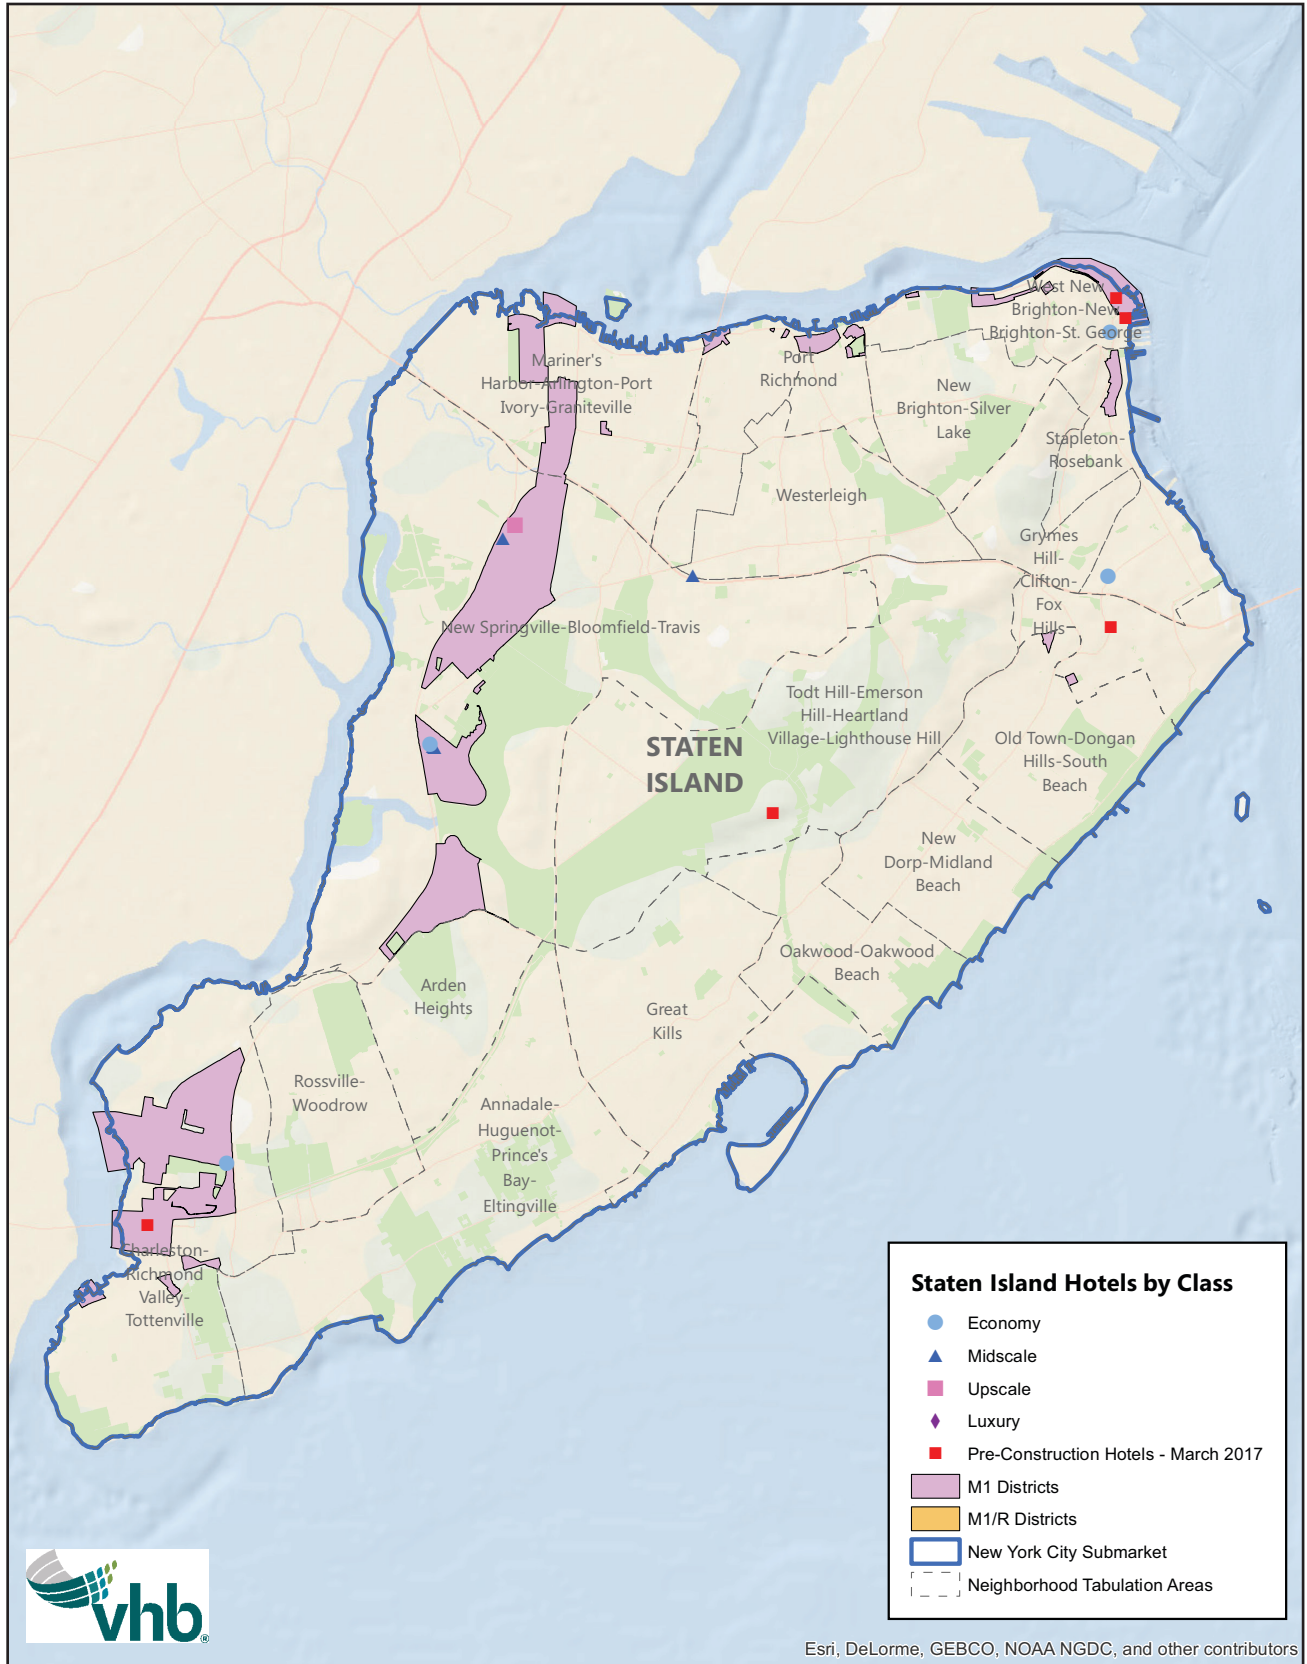 West New
Brighton-New
Brighton-St. George
Mariner's
Harbor-Arlington-Port
Ivory-Graniteville
Port
Richmond
New
Brighton-Silver
Lake
Stapleton-
Rosebank
Westerleigh
Grymes
Hill-
Clifton-
Fox
Hills
New Springville-Bloomfield-Travis
Todt Hill-Emerson
Hill-Heartland
Village-Lighthouse Hill
STATEN
ISLAND
Old Town-Dongan
Hills-South
Beach
New
Dorp-Midland
Beach
Oakwood-Oakwood
Beach
Arden
Heights
Great
Kills
Rossville-
Woodrow
Annadale-
Huguenot-
Prince's
Bay-
Eltingville
Charleston-
Richmond
Valley-
Tottenville
Staten Island Hotels by Class
Economy
Midscale
Upscale
Luxury
Pre-Construction Hotels - March 2017
M1 Districts
M1/R Districts
New York City Submarket
Neighborhood Tabulation Areas
vhb®
Esri, DeLorme, GEBCO, NOAA NGDC, and other contributors